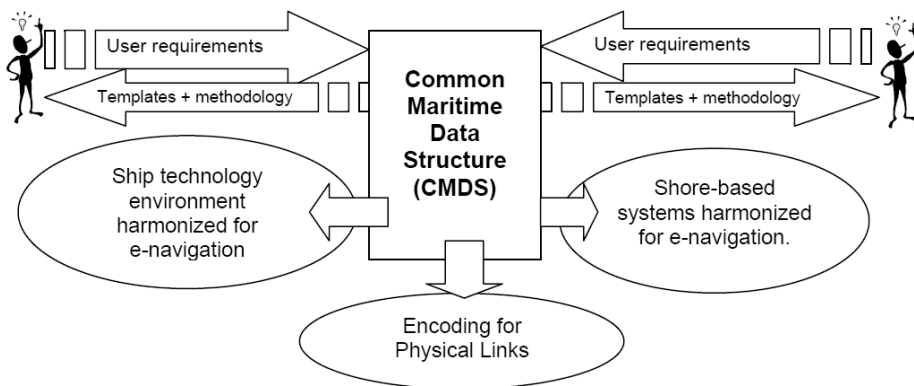 User requirements
Templates + methodology
Common
Maritime
Data
Structure
(CMDS)
User requirements
Templates + methodology
Ship technology
environment
harmonized for
e-navigation
Shore-based
systems harmonized
for e-navigation.
Encoding for
Physical Links